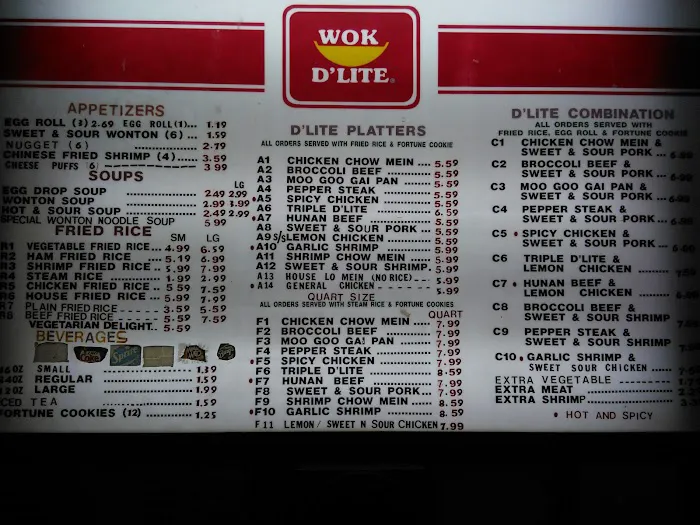 WOK
D'LITE
APPETIZERS
EGG ROLL (3) 2.69 EGG ROLL(1)... 1.19
SWEET & SOUR WONTON (6) ... 1.59
NUGGET (6) ........ 2.79
CHINESE FRIED SHRIMP (4).... 3.59
CHEESE PUFFS 6 ---------- 3.99
SOUPS
LG
EGG DROP SOUP ........ 2.49 2.99
WONTON SOUP ........
HOT & SOUR SOUP ...... 2.49 2.99
SPECIAL WONTON NOODLE SOUP 5.99
FRIED RICE
SM LG
R1 VEGETABLE FRIED RICE... 4.99 6.59
R2 HAM FRIED RICE ..... 5.19 6.99
R3 SHRIMP FRIED RICE ... 5.99 7.99
R4 STEAM RICE ........ 1.99 2.99
R5 CHICKEN FRIED RICE ... 5.59 7.59
R6 HOUSE FRIED RICE .... 5.99 7.99
R7 PLAIN FRIED RICE ---- 3.59 5.59
R8 BEEF FRIED RICE ..... 5.59 7.59
VEGETARIAN DELIGHT.. 5.59
BEVERAGES
16OZ SMALL ........ 1.39
REGULAR ........ 1.59
LARGE ........ 1.99
ICED TEA ------ 1.59
FORTUNE COOKIES (12) ...... 1.25
D'LITE PLATTERS
ALL ORDERS SERVED WITH FRIED RICE & FORTUNE COOKIE
A1 CHICKEN CHOW MEIN .... 5.59
A2 BROCCOLI BEEF ........ 5.59
A3 MOO GOO GAI PAN ...... 5.59
A4 PEPPER STEAK ........ 5.59
A5 SPICY CHICKEN ........ 5.59
A6 TRIPLE D'LITE ........ 6.59
A7 HUNAN BEEF ........ 5.59
A8 SWEET & SOUR PORK ... 5.59
A9 S/S LEMON CHICKEN ..... 5.59
A10 GARLIC SHRIMP ....... 5.99
A11 SHRIMP CHOW MEIN .... 5.99
A12 SWEET & SOUR SHRIMP. 5.99
A13 HOUSE LO MEIN (NO RICE)-- 5.99
A14 GENERAL CHICKEN ----- 5.99
QUART SIZE
ALL ORDERS SERVED WITH STEAM RICE & FORTUNE COOKIES
QUART
F1 CHICKEN CHOW MEIN .... 7.99
F2 BROCCOLI BEEF ........ 7.99
F3 MOO GOO GAI PAN ...... 7.99
F4 PEPPER STEAK ........ 7.99
F5 SPICY CHICKEN ........ 7.99
F6 TRIPLE D'LITE ........ 8.59
F7 HUNAN BEEF ........ 7.99
F8 SWEET & SOUR PORK... 7.99
F9 SHRIMP CHOW MEIN .... 8.59
F10 GARLIC SHRIMP ....... 8.59
F11 LEMON/ SWEET N SOUR CHICKEN 7.99
D'LITE COMBINATION
ALL ORDERS SERVED WITH
FRIED RICE, EGG ROLL & FORTUNE COOKIE
C1 CHICKEN CHOW MEIN &
SWEET & SOUR PORK ...
C2 BROCCOLI BEEF &
SWEET & SOUR PORK ...
C3 MOO GOO GAI PAN &
SWEET & SOUR PORK ...
C4 PEPPER STEAK &
SWEET & SOUR PORK ...
C5 • SPICY CHICKEN &
SWEET & SOUR PORK ...
C6 TRIPLE D'LITE &
LEMON CHICKEN .....
C7 • HUNAN BEEF &
LEMON CHICKEN ........
C8 BROCCOLI BEEF &
SWEET & SOUR SHRIMP
C9 PEPPER STEAK &
SWEET & SOUR SHRIMP
C10 • GARLIC SHRIMP &
SWEET SOUR CHICKEN .....
EXTRA VEGETABLE --------
EXTRA MEAT ........
EXTRA SHRIMP ........
• HOT AND SPICY